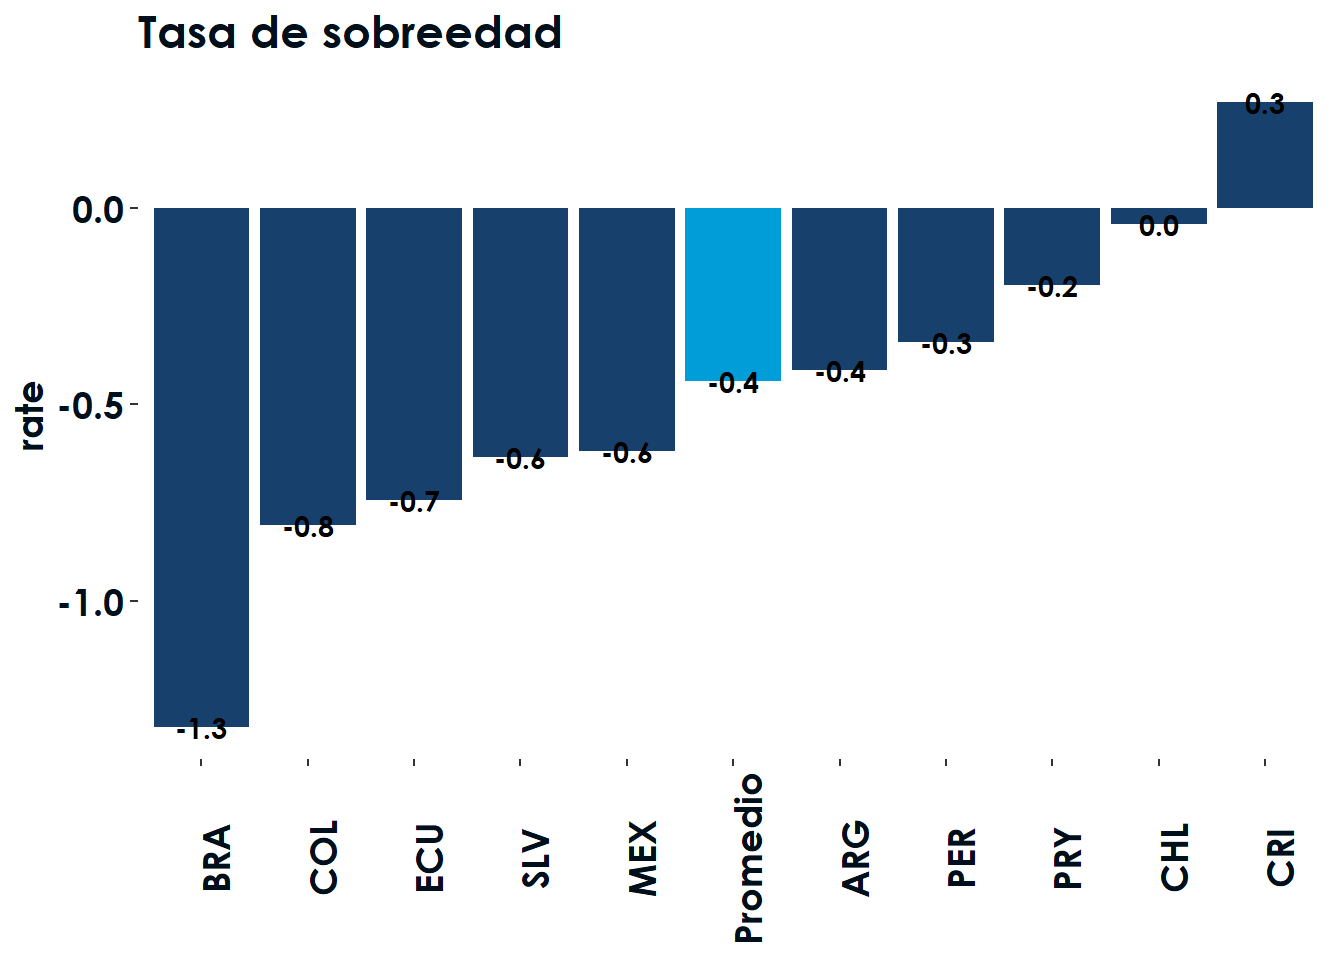 Tasa de sobreedad
0.3
0.0
0.0
-0.2
-0.3
-0.4
-0.4
rate
-0.5
-0.6
-0.6
-0.7
-0.8
-1.0
-1.3
BRA
COL
ECU
SLV
MEX
Promedio
ARG
PER
PRY
CHL
CRI